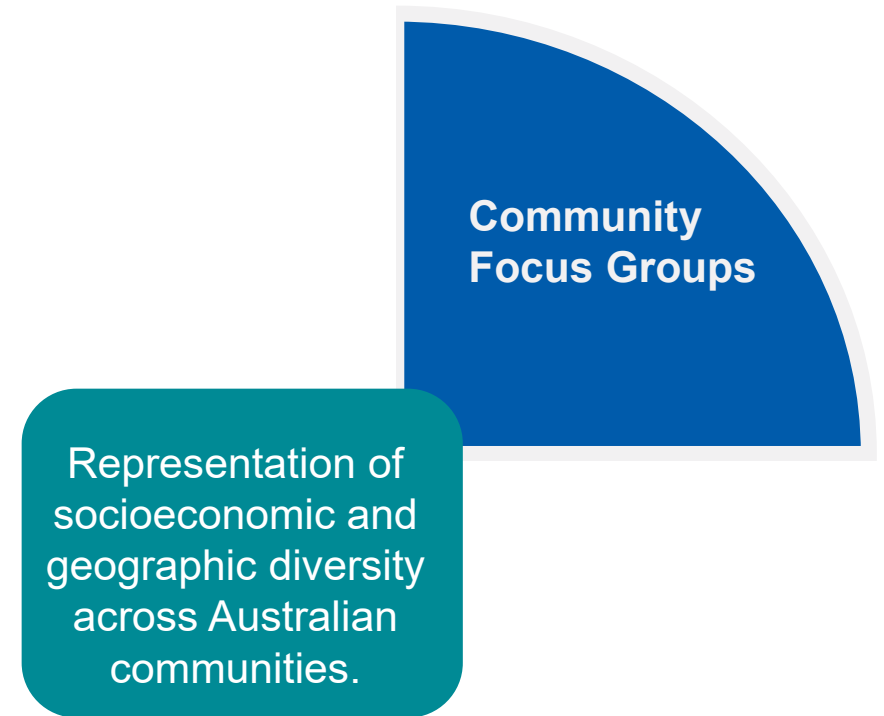 Community
Focus Groups
Representation of
socioeconomic and
geographic diversity
across Australian
communities.